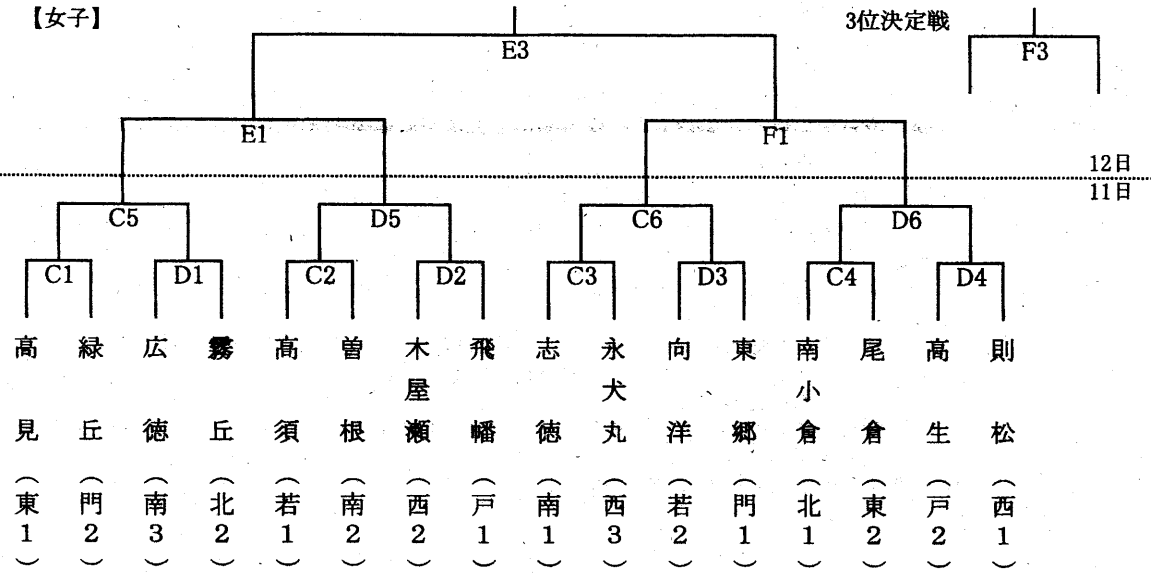 【女子】
3位決定戦
E3
F3
E1
F1
12日
11日
C5
D5
C6
D6
C1
D1
C2
D2
C3
D3
C4
D4
高見（東1）
緑丘（門2）
広徳（南3）
霧丘（北2）
高須（若1）
曽根（南2）
木屋瀬（西2）
飛幡（戸1）
志徳（南1）
永犬丸（西3）
向洋（若2）
東郷（門1）
南小倉（北1）
尾倉（東2）
高生（戸2）
則松（西1）